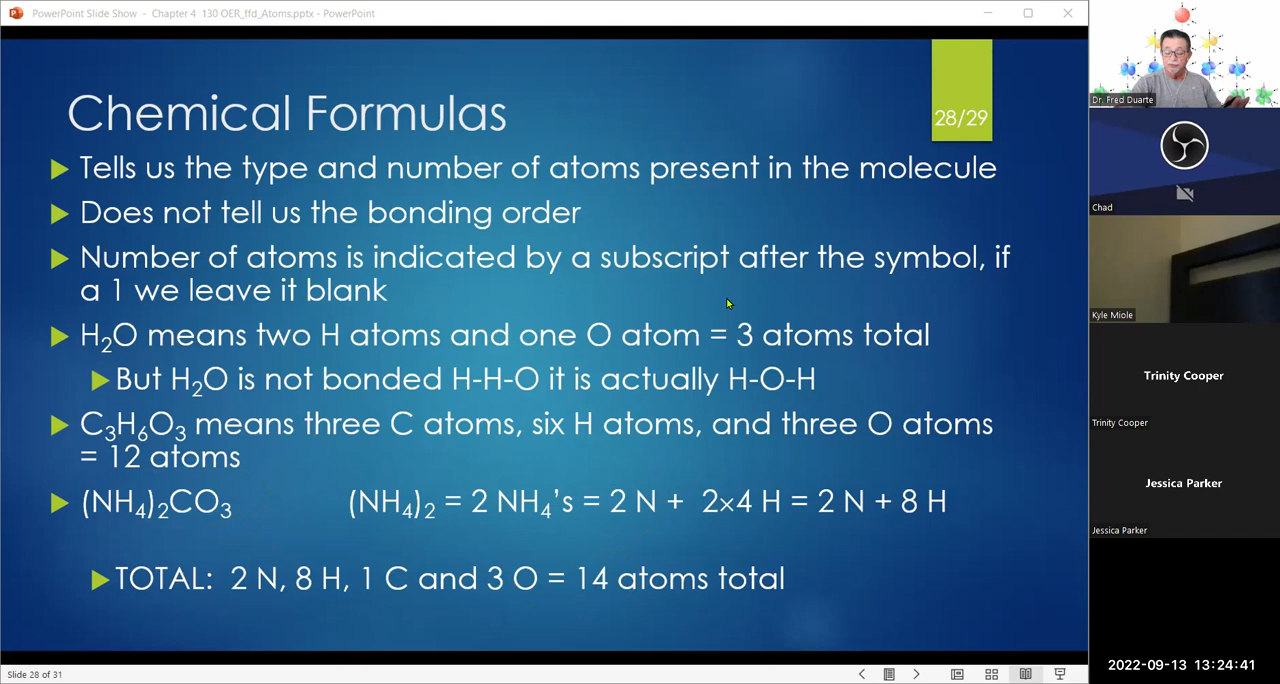 PowerPoint Slide Show - Chapter 4 130 OER_ffd_Atoms.pptx - PowerPoint
Chemical Formulas
28/29
Tells us the type and number of atoms present in the molecule
Does not tell us the bonding order
Number of atoms is indicated by a subscript after the symbol, if
a 1 we leave it blank
H₂O means two H atoms and one O atom = 3 atoms total
But H₂O is not bonded H-H-O it is actually H-O-H
C₃H₆O₃ means three C atoms, six H atoms, and three O atoms
= 12 atoms
(NH₄)₂CO₃ (NH₄)₂ = 2 NH₄'s = 2 N + 2×4 H = 2 N + 8 H
TOTAL: 2 N, 8 H, 1 C and 3 O = 14 atoms total
Slide 28 of 31
Dr. Fred Duarte
Chad
Kyle Miole
Trinity Cooper
Trinity Cooper
Jessica Parker
Jessica Parker
2022-09-13 13:24:41